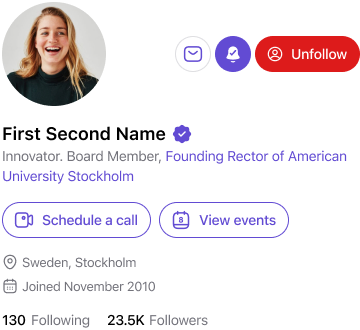 Unfollow
First Second Name
Innovator. Board Member, Founding Rector of American
University Stockholm
Schedule a call
8 View events
Sweden, Stockholm
Joined November 2010
130 Following 23.5K Followers